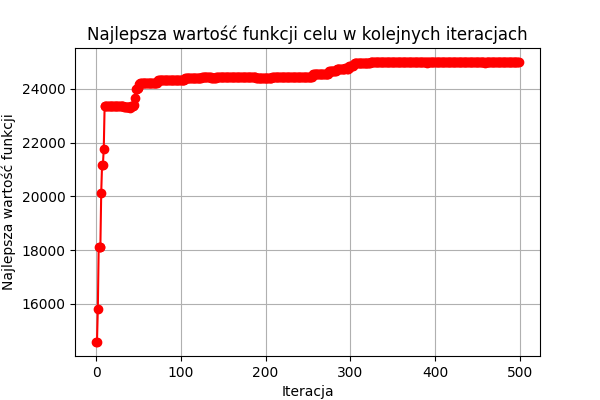 Najlepsza wartość funkcji celu w kolejnych iteracjach
Najlepsza wartość funkcji
24000
22000
20000
18000
16000
0 100 200 300 400 500
Iteracja